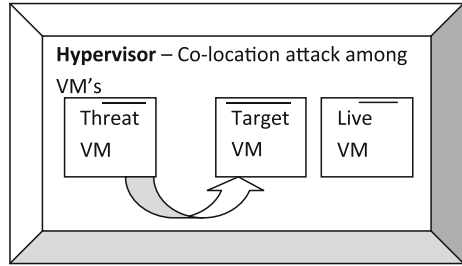 Hypervisor – Co-location attack among
VM's
Threat
VM
Target
VM
Live
VM